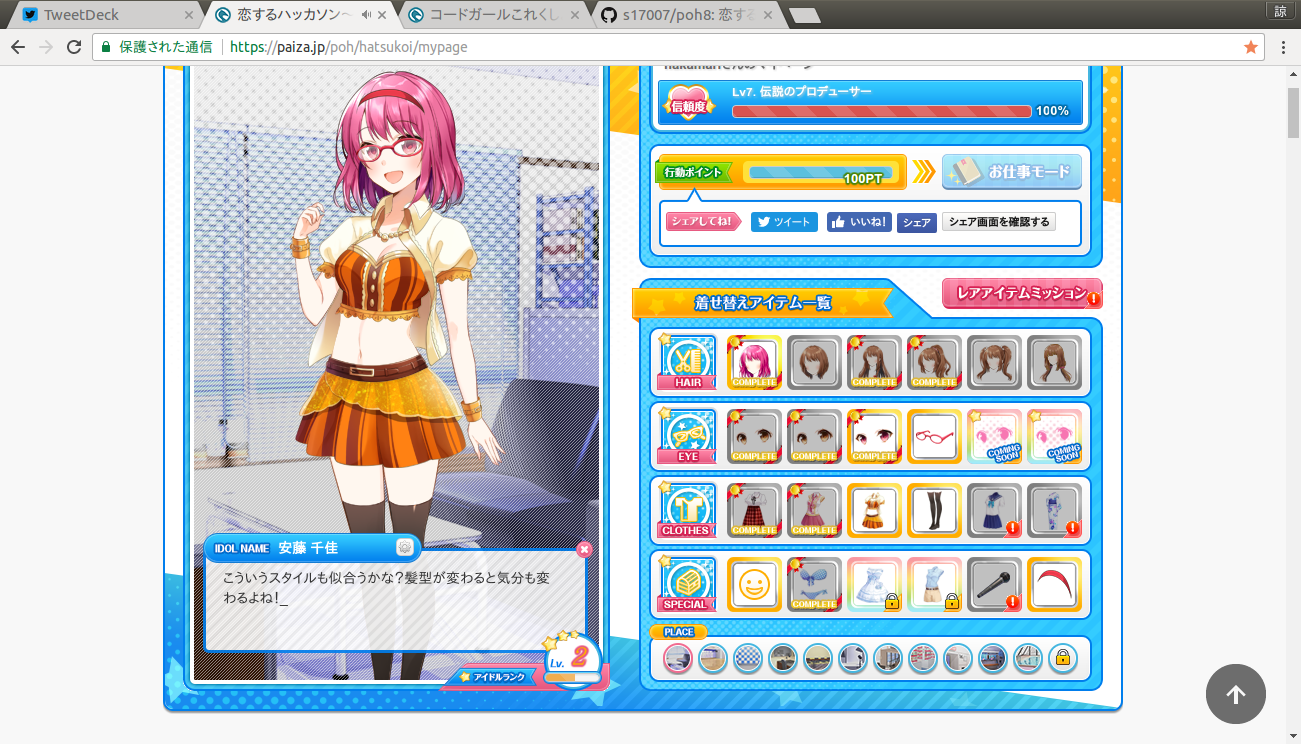 TweetDeck
恋するハッカソン〜
コードガールこれくし
s17007/poh8: 恋する
諒
保護された通信
https://paiza.jp/poh/hatsukoi/mypage
信頼度
Lv7. 伝説のプロデューサー
100%
行動ポイント
100PT
お仕事モード
シェアしてね!
ツイート
いいね!
シェア
シェア画面を確認する
着せ替えアイテム一覧
レアアイテムミッション
!
HAIR
COMPLETE
COMPLETE
COMPLETE
EYE
COMPLETE
COMPLETE
COMPLETE
COMING SOON
COMING SOON
CLOTHES
COMPLETE
COMPLETE
!
!
SPECIAL
COMPLETE
!
PLACE
IDOL NAME 安藤 千佳
こういうスタイルも似合うかな?髪型が変わると気分も変
わるよね!_
Lv. 2
アイドルランク